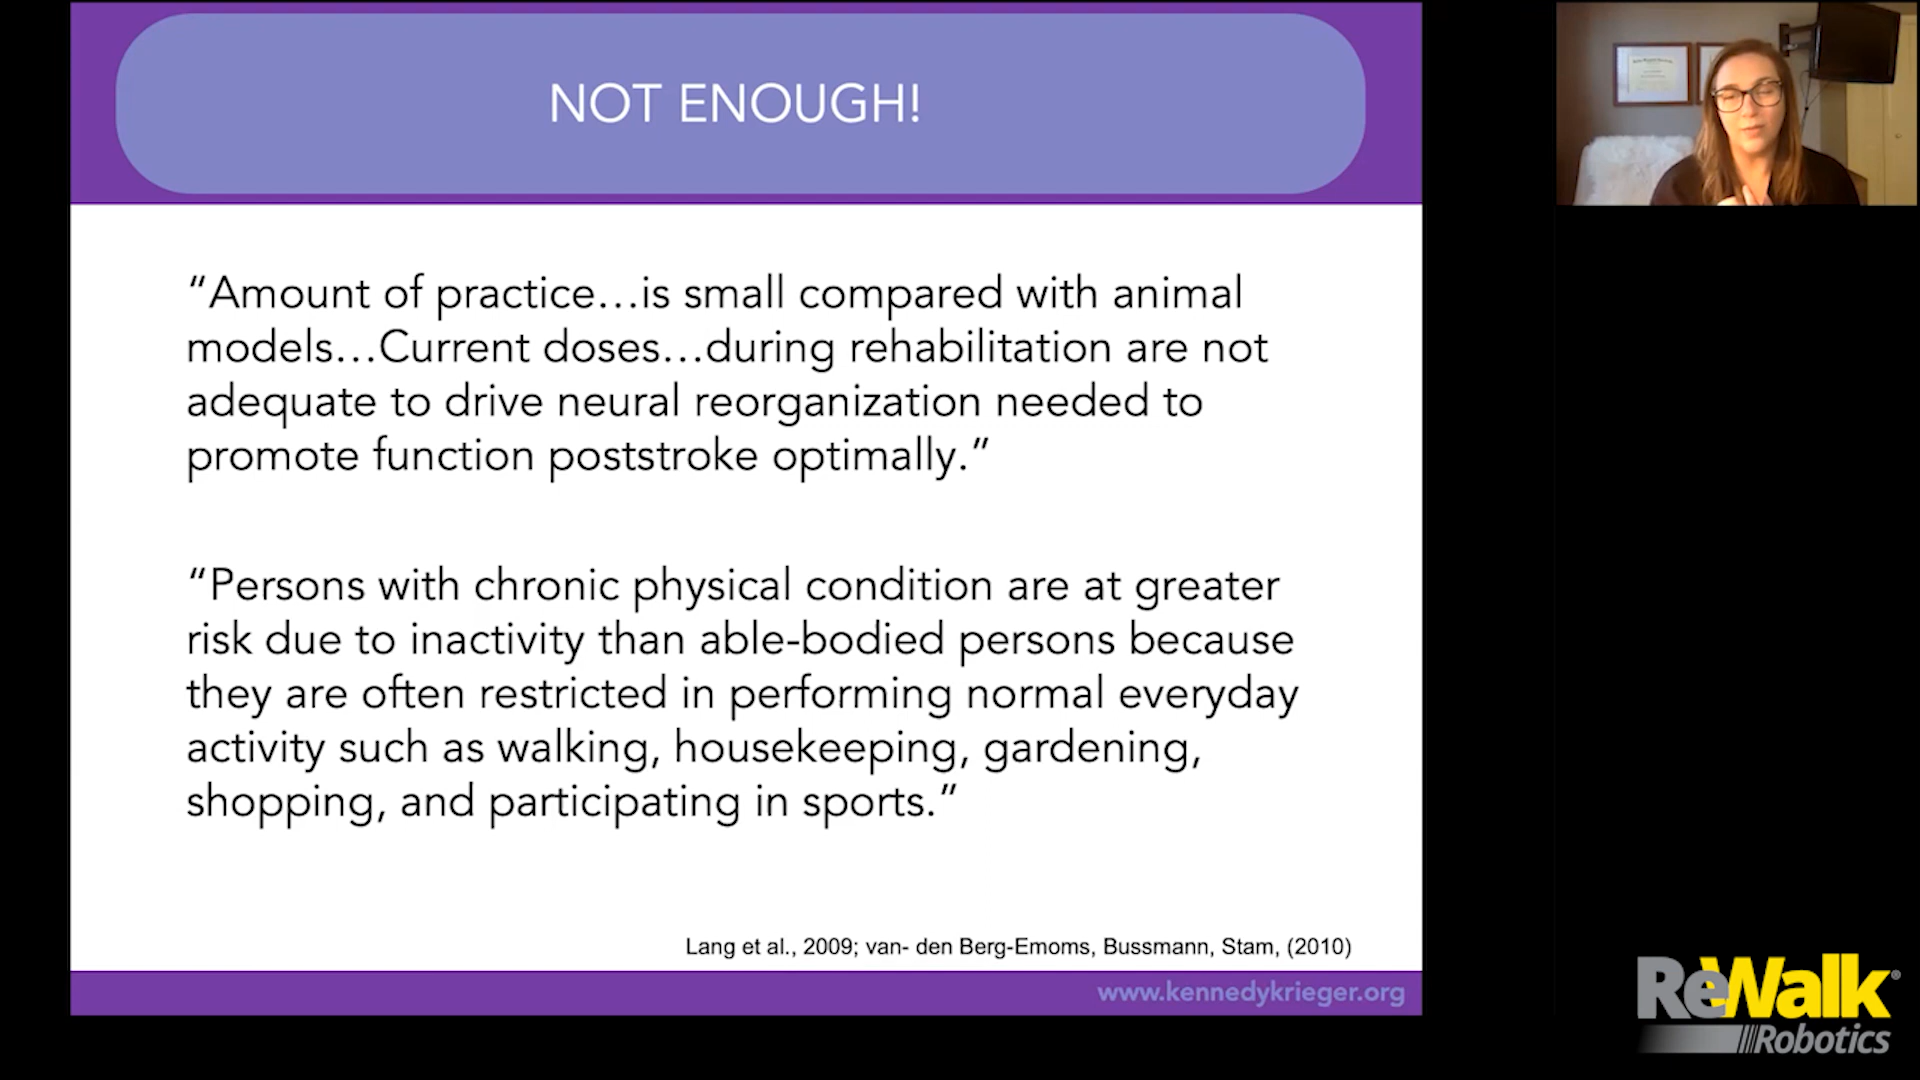 NOT ENOUGH!
“Amount of practice…is small compared with animal
models…Current doses…during rehabilitation are not
adequate to drive neural reorganization needed to
promote function poststroke optimally.”
“Persons with chronic physical condition are at greater
risk due to inactivity than able-bodied persons because
they are often restricted in performing normal everyday
activity such as walking, housekeeping, gardening,
shopping, and participating in sports.”
Lang et al., 2009; van- den Berg-Emoms, Bussmann, Stam, (2010)
www.kennedykrieger.org
ReWalk®
Robotics